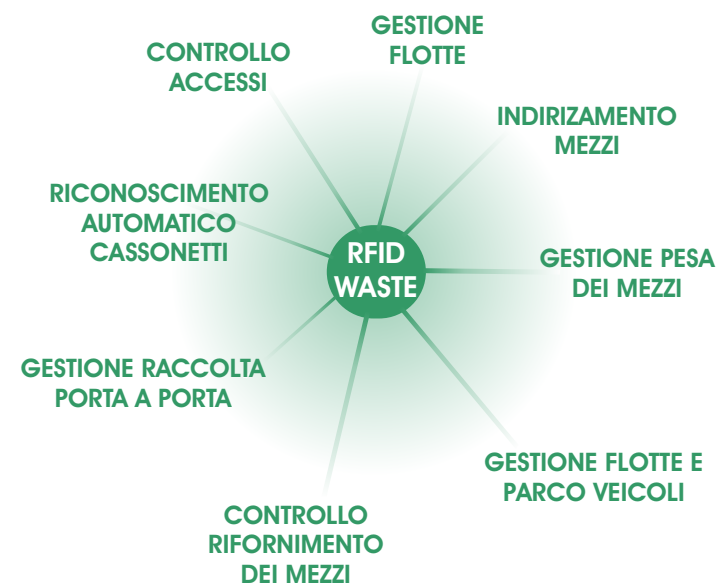 GESTIONE
FLOTTE
CONTROLLO
ACCESSI
INDIRIZAMENTO
MEZZI
RICONOSCIMENTO
AUTOMATICO
CASSONETTI
RFID
WASTE
GESTIONE PESA
DEI MEZZI
GESTIONE RACCOLTA
PORTA A PORTA
GESTIONE FLOTTE E
PARCO VEICOLI
CONTROLLO
RIFORNIMENTO
DEI MEZZI